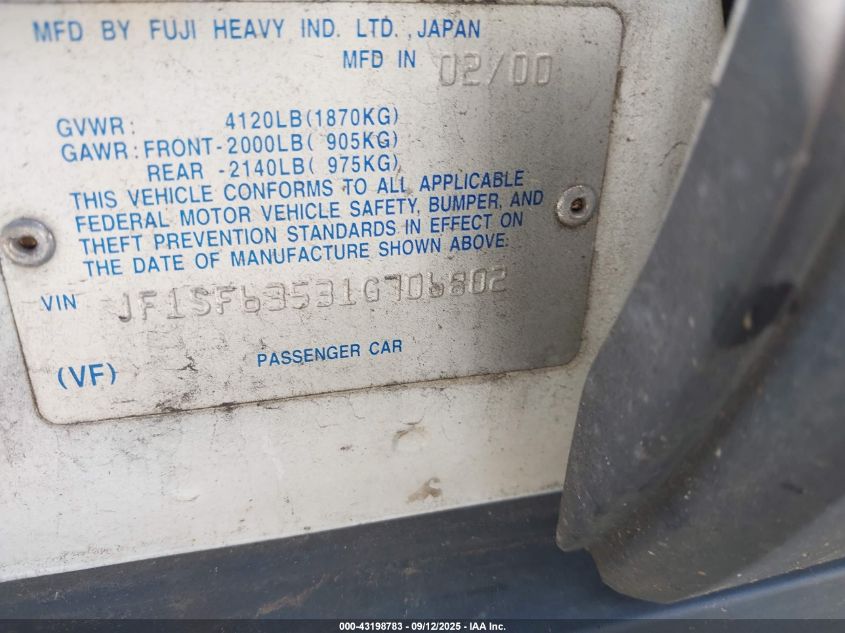 MFD BY FUJI HEAVY IND. LTD., JAPAN
MFD IN 02/00
GVWR: 4120LB(1870KG)
GAWR: FRONT-2000LB( 905KG)
REAR -2140LB( 975KG)
THIS VEHICLE CONFORMS TO ALL APPLICABLE
FEDERAL MOTOR VEHICLE SAFETY, BUMPER, AND
THEFT PREVENTION STANDARDS IN EFFECT ON
THE DATE OF MANUFACTURE SHOWN ABOVE.
VIN JF1SF63531G706802
(VF) PASSENGER CAR
000-43198783 - 09/12/2025 - IAA Inc.